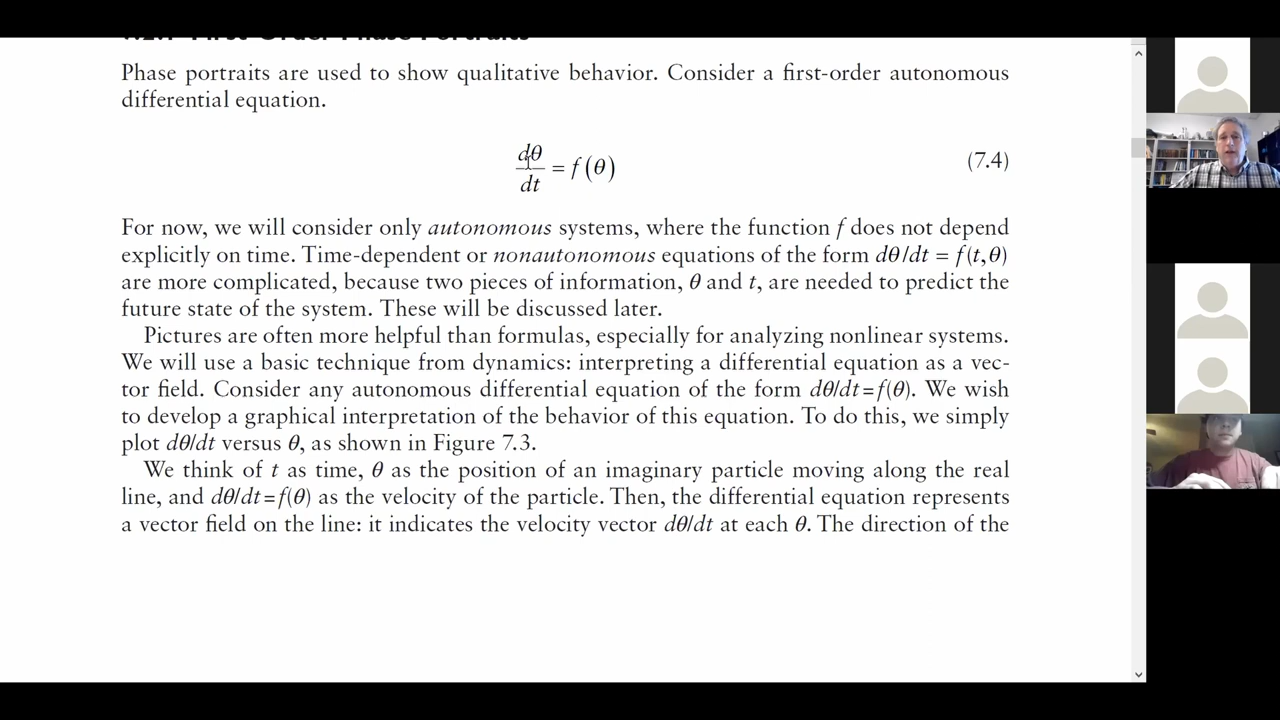 7.2.1 First-Order Phase Portraits
Phase portraits are used to show qualitative behavior. Consider a first-order autonomous
differential equation.
dθ/dt = f(θ) (7.4)
For now, we will consider only autonomous systems, where the function f does not depend
explicitly on time. Time-dependent or nonautonomous equations of the form dθ/dt = f(t,θ)
are more complicated, because two pieces of information, θ and t, are needed to predict the
future state of the system. These will be discussed later.
Pictures are often more helpful than formulas, especially for analyzing nonlinear systems.
We will use a basic technique from dynamics: interpreting a differential equation as a vec-
tor field. Consider any autonomous differential equation of the form dθ/dt=f(θ). We wish
to develop a graphical interpretation of the behavior of this equation. To do this, we simply
plot dθ/dt versus θ, as shown in Figure 7.3.
We think of t as time, θ as the position of an imaginary particle moving along the real
line, and dθ/dt=f(θ) as the velocity of the particle. Then, the differential equation represents
a vector field on the line: it indicates the velocity vector dθ/dt at each θ. The direction of the